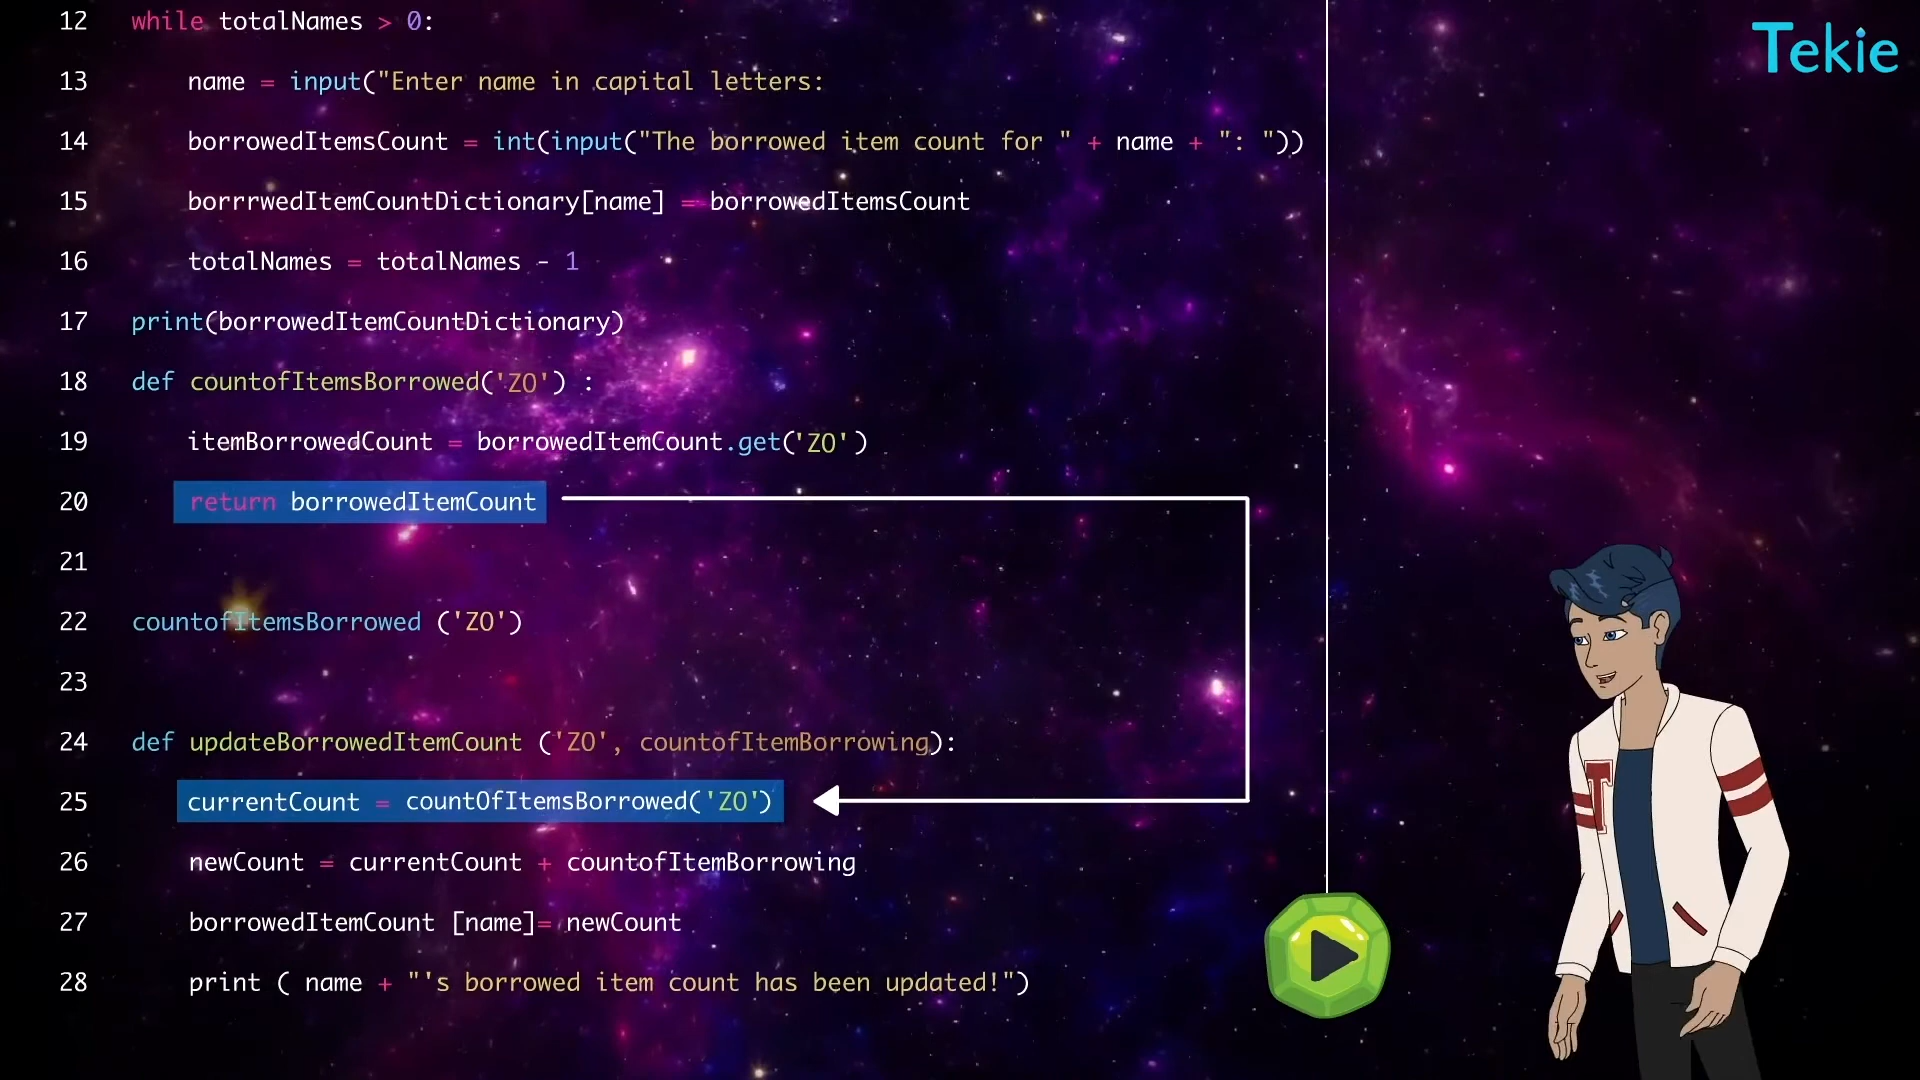 12 while totalNames > 0:
Tekie
13 name = input("Enter name in capital letters:
14 borrowedItemsCount = int(input("The borrowed item count for " + name + ": "))
15 borrrwedItemCountDictionary[name] = borrowedItemsCount
16 totalNames = totalNames - 1
17 print(borrowedItemCountDictionary)
18 def countofItemsBorrowed('ZO') :
19 itemBorrowedCount = borrowedItemCount.get('ZO')
20 return borrowedItemCount
21
22 countofItemsBorrowed ('ZO')
23
24 def updateBorrowedItemCount ('ZO', countofItemBorrowing):
25 currentCount = countOfItemsBorrowed('ZO')
26 newCount = currentCount + countofItemBorrowing
27 borrowedItemCount [name]= newCount
28 print ( name + "'s borrowed item count has been updated!")
T